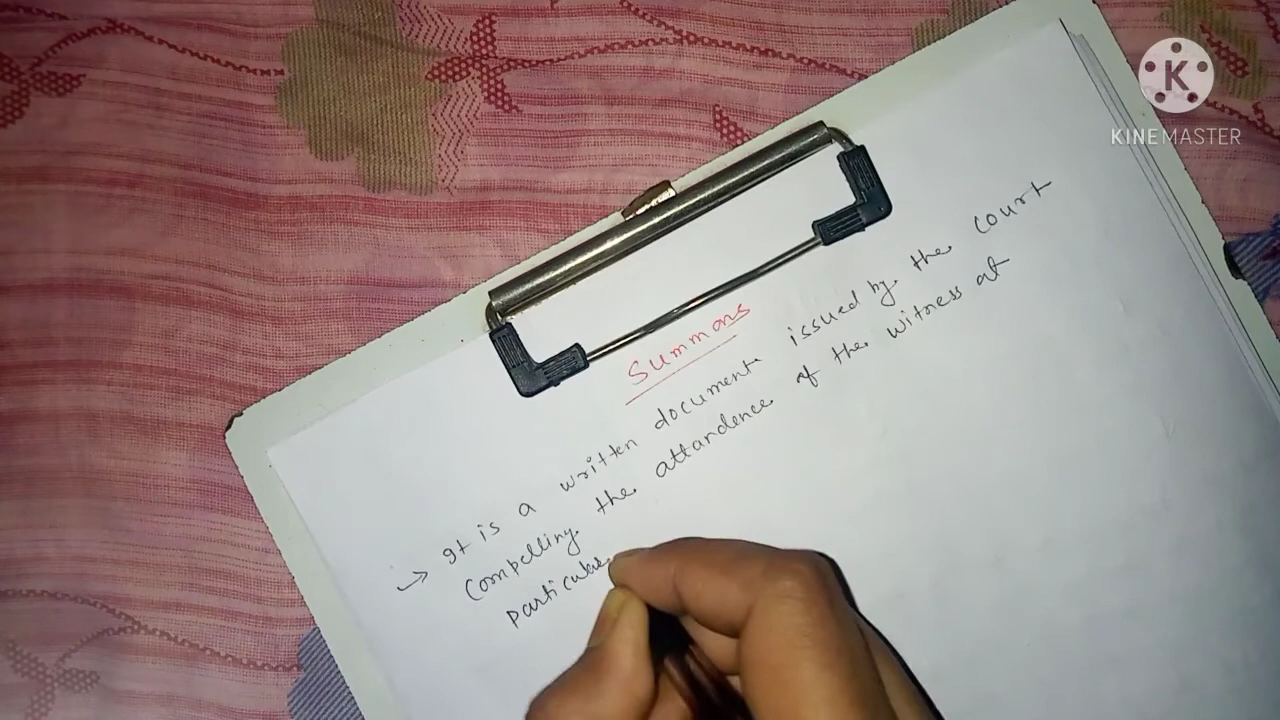 KINEMASTER
Summons
→ It is a written document issued by the court
compelling the attandence of the witness at
particular